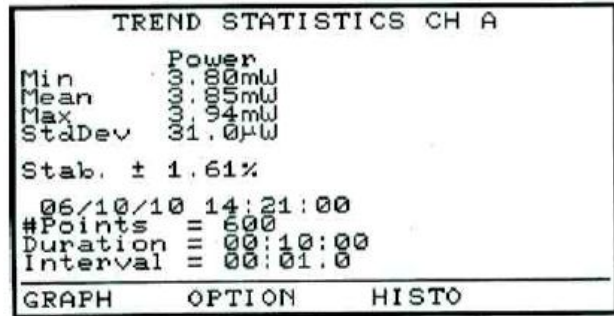 TREND STATISTICS CH A
Power
Min 3.80mW
Mean 3.85mW
Max 3.94mW
StdDev 31.0µW
Stab. ± 1.61%
06/10/10 14:21:00
#Points = 600
Duration = 00:10:00
Interval = 00:01.0
GRAPH OPTION HISTO